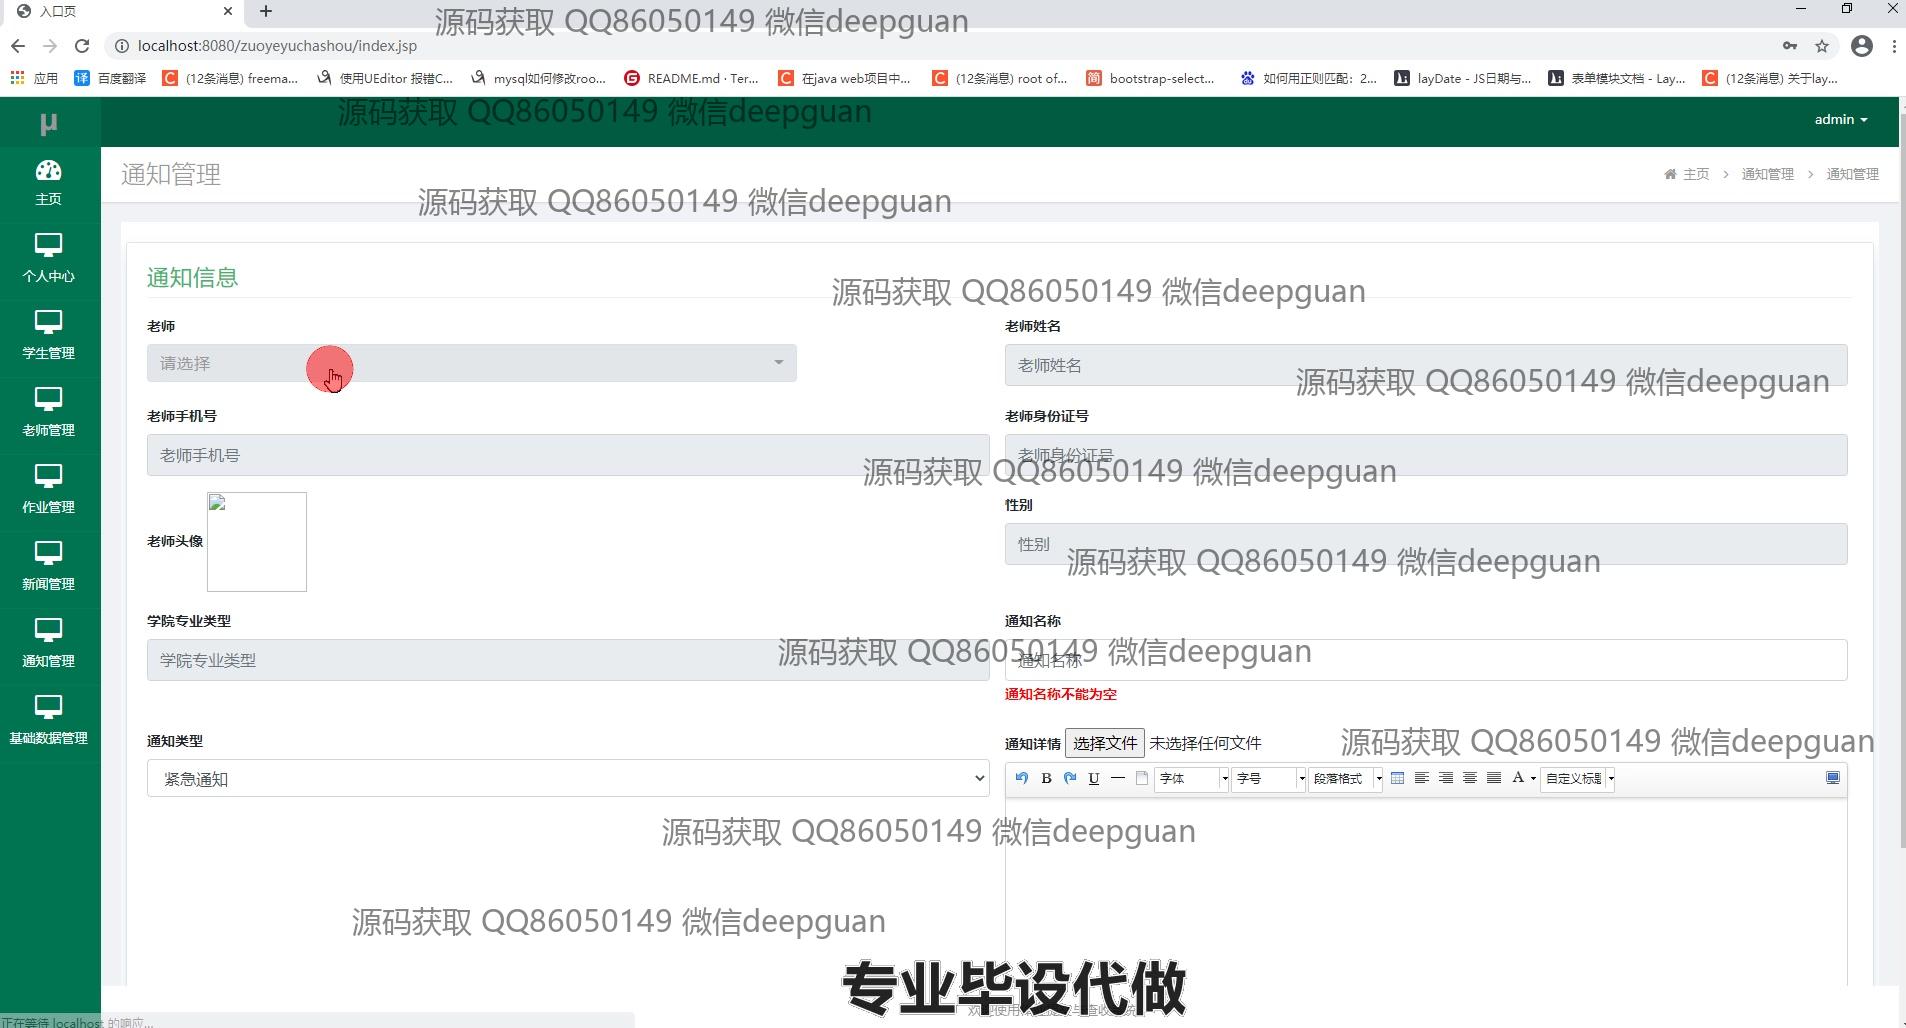 入口页
源码获取 QQ86050149 微信deepguan
localhost:8080/zuoyeyuchashou/index.jsp
应用 百度翻译 (12条消息) freema... 使用UEditor 报错C... mysql如何修改roo... README.md · Ter... 在java web项目中... (12条消息) root of... bootstrap-select... 如何用正则匹配：2... layDate - JS日期与... 表单模块文档 - Lay... (12条消息) 关于lay...
源码获取 QQ86050149 微信deepguan
μ admin
主页
通知管理 主页 > 通知管理 > 通知管理
源码获取 QQ86050149 微信deepguan
个人中心
通知信息
源码获取 QQ86050149 微信deepguan
学生管理
老师 老师姓名
请选择 老师姓名
源码获取 QQ86050149 微信deepguan
老师管理
老师手机号 老师身份证号
老师手机号 老师身份证号
源码获取 QQ86050149 微信deepguan
作业管理
老师头像 性别
性别
源码获取 QQ86050149 微信deepguan
新闻管理
学院专业类型 通知名称
学院专业类型 通知名称
源码获取 QQ86050149 微信deepguan
通知管理
通知名称不能为空
基础数据管理
通知类型 通知详情 选择文件 未选择任何文件
源码获取 QQ86050149 微信deepguan
紧急通知 B U 字体 字号 段落格式 A 自定义标题
源码获取 QQ86050149 微信deepguan
源码获取 QQ86050149 微信deepguan
专业毕设代做
正在等待 localhost 的响应...